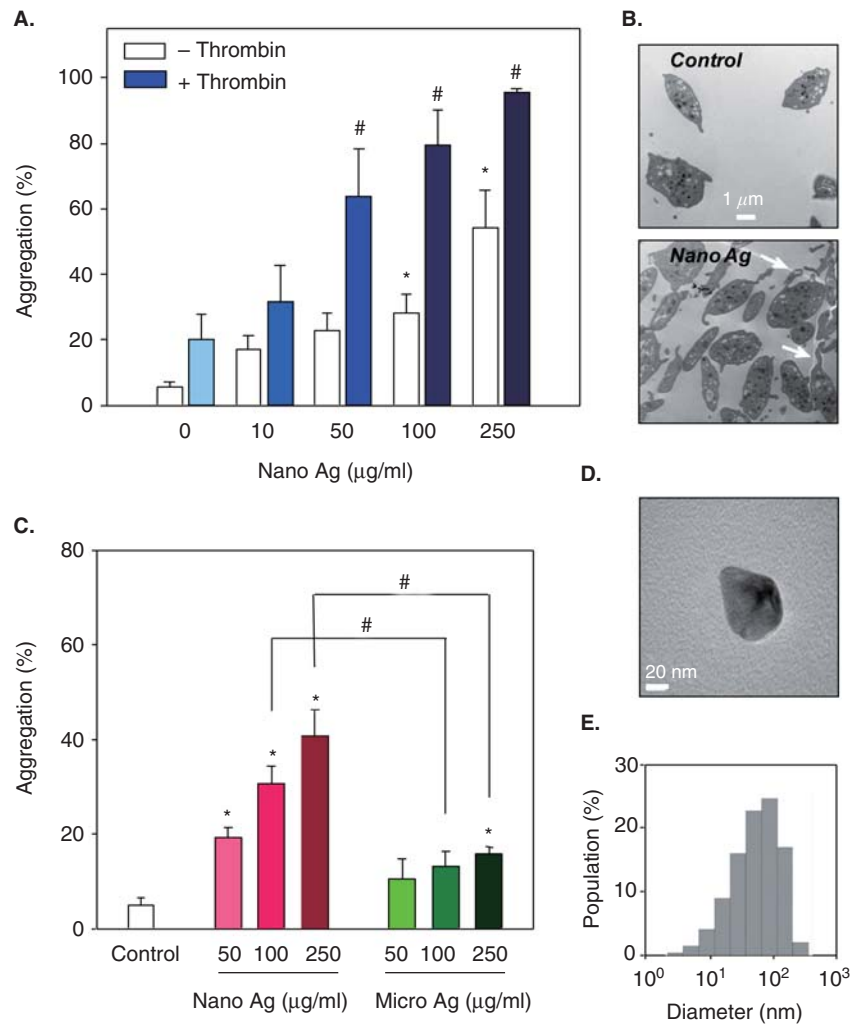 A.
– Thrombin
+ Thrombin
Aggregation (%)
100
80
60
40
20
0
#
#
#
*
*
0 10 50 100 250
Nano Ag (μg/ml)
B.
Control
1 μm
Nano Ag
C.
Aggregation (%)
80
60
40
20
0
#
#
*
*
*
*
Control 50 100 250 50 100 250
Nano Ag (μg/ml) Micro Ag (μg/ml)
D.
20 nm
E.
Population (%)
30
20
10
0
10⁰ 10¹ 10² 10³
Diameter (nm)